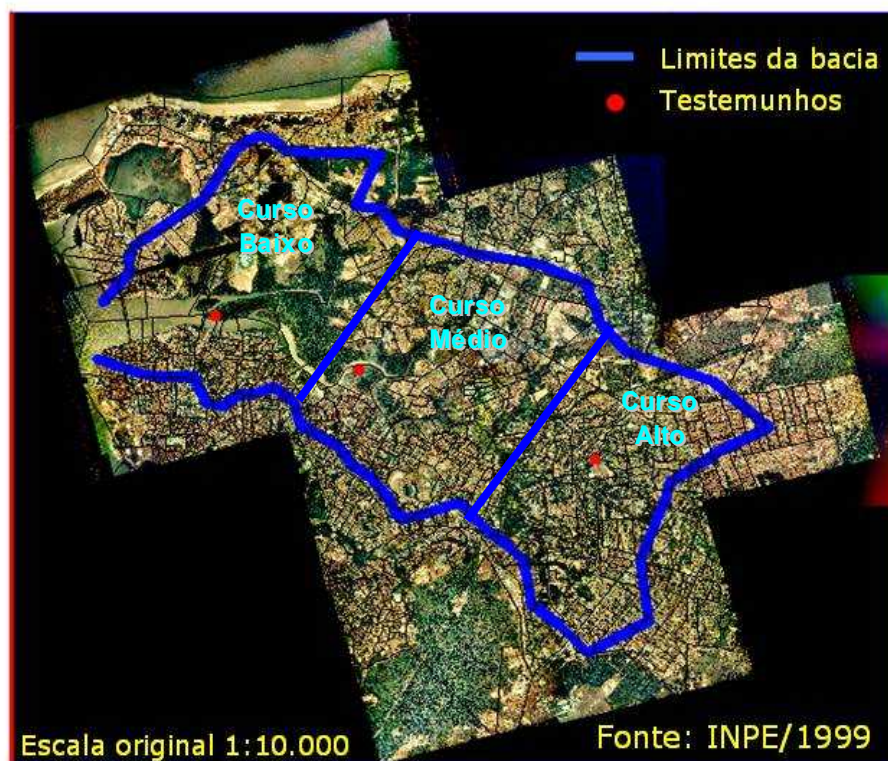 Limites da bacia
Testemunhos
Curso
Baixo
Curso
Médio
Curso
Alto
Escala original 1:10.000
Fonte: INPE/1999